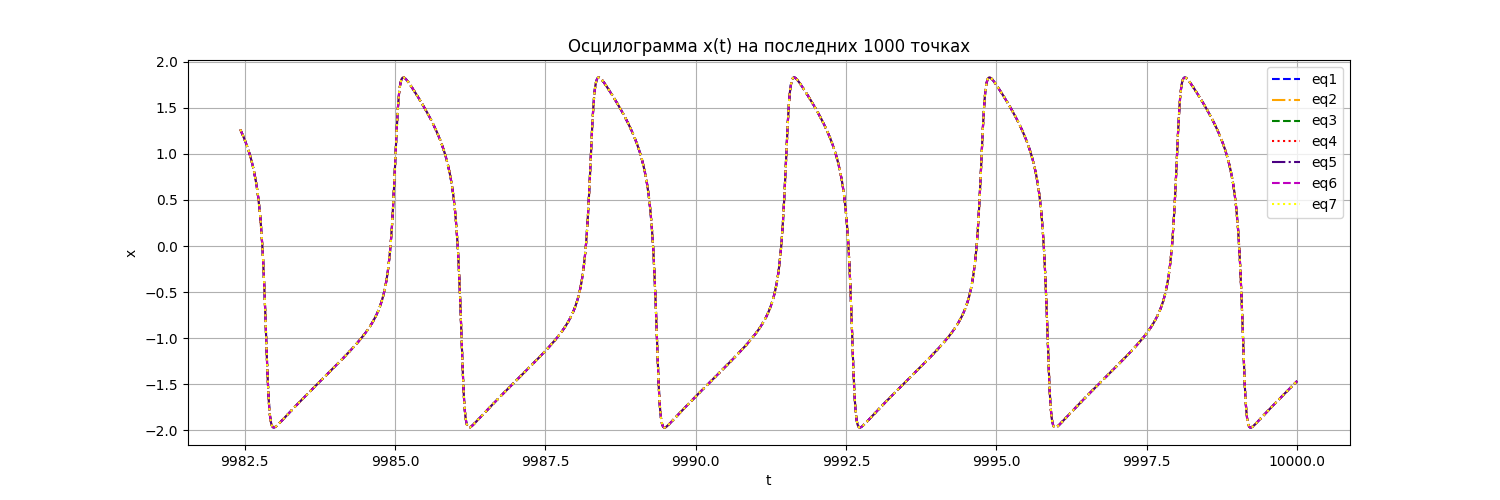 Осцилограмма x(t) на последних 1000 точках
2.0
1.5
1.0
0.5
0.0
−0.5
−1.0
−1.5
−2.0
x
9982.5 9985.0 9987.5 9990.0 9992.5 9995.0 9997.5 10000.0
t
eq1
eq2
eq3
eq4
eq5
eq6
eq7